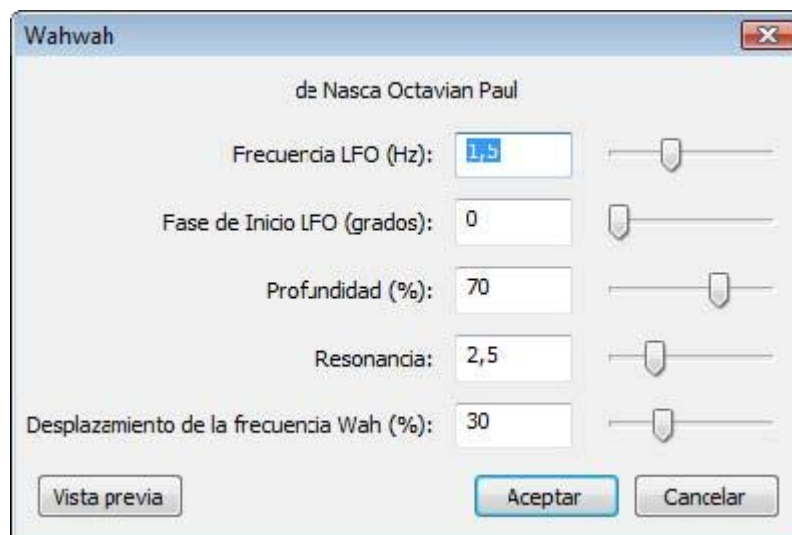 Wahwah
de Nasca Octavian Paul
Frecuencia LFO (Hz): 1,5
Fase de Inicio LFO (grados): 0
Profundidad (%): 70
Resonancia: 2,5
Desplazamiento de la frecuencia Wah (%): 30
Vista previa Aceptar Cancelar